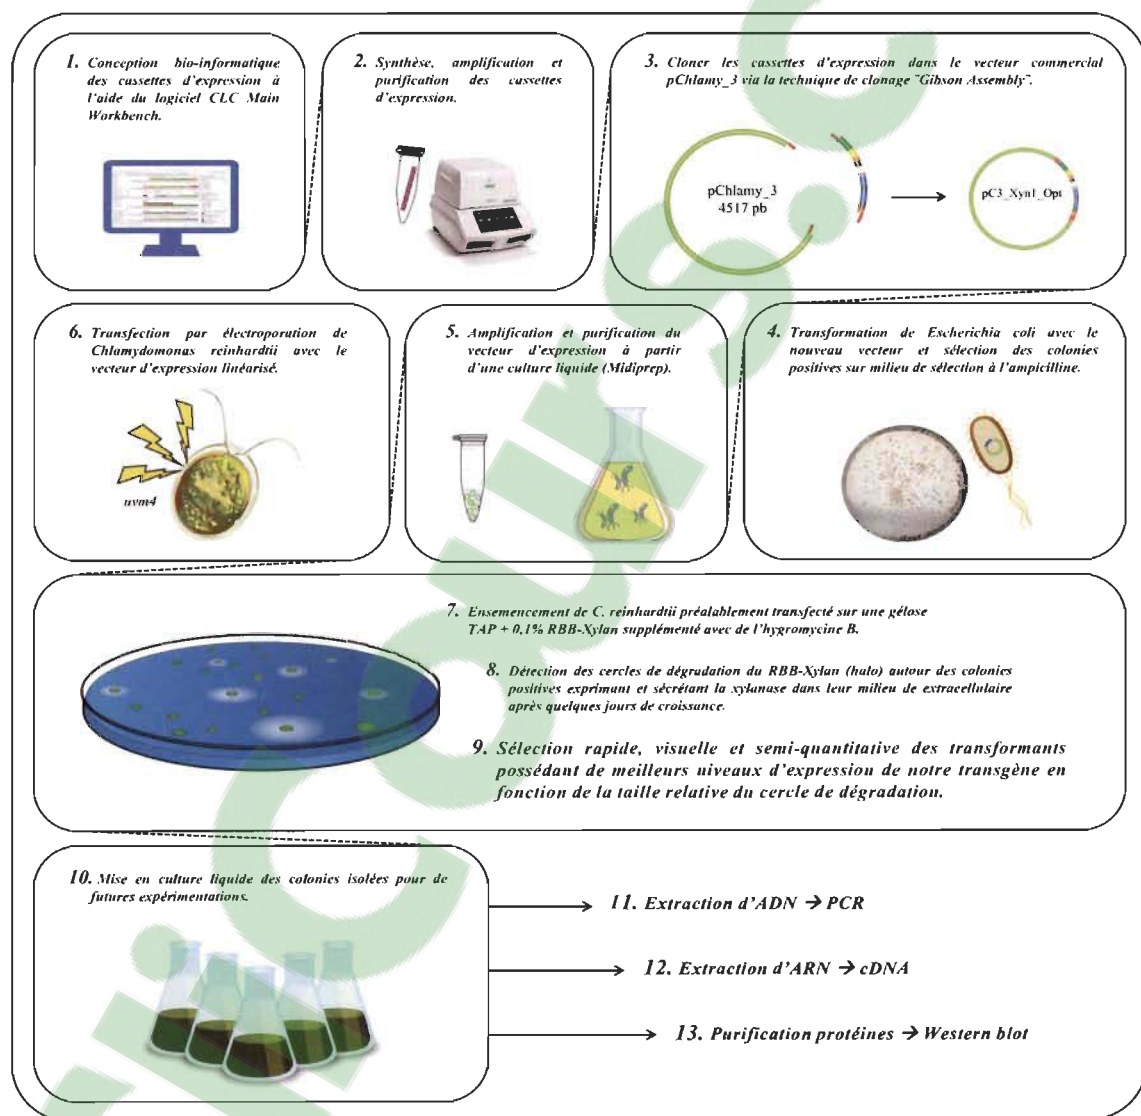 1. Conception bio-informatique
des cassettes d'expression à
l'aide du logiciel CLC Main
Workbench.
2. Synthèse, amplification et
purification des cassettes
d'expression.
3. Cloner les cassettes d'expression dans le vecteur commercial
pChlamy_3 via la technique de clonage "Gibson Assembly".
pChlamy_3
4517 pb
pC3_Xyn1_Opt
6. Transfection par électroporation de
Chlamydomonas reinhardtii avec le
vecteur d'expression linéarisé.
uvm4
5. Amplification et purification du
vecteur d'expression à partir
d'une culture liquide (Midiprep).
4. Transformation de Escherichia coli avec le
nouveau vecteur et sélection des colonies
positives sur milieu de sélection à l'ampicilline.
7. Ensemencement de C. reinhardtii préalablement transfecté sur une gélose
TAP + 0,1% RBB-Xylan supplémenté avec de l'hygromycine B.
8. Détection des cercles de dégradation du RBB-Xylan (halo) autour des colonies
positives exprimant et sécrétant la xylanase dans leur milieu de extracellulaire
après quelques jours de croissance.
9. Sélection rapide, visuelle et semi-quantitative des transformants
possédant de meilleurs niveaux d'expression de notre transgène en
fonction de la taille relative du cercle de dégradation.
10. Mise en culture liquide des colonies isolées pour de
futures expérimentations.
11. Extraction d'ADN → PCR
12. Extraction d'ARN → cDNA
13. Purification protéines → Western blot